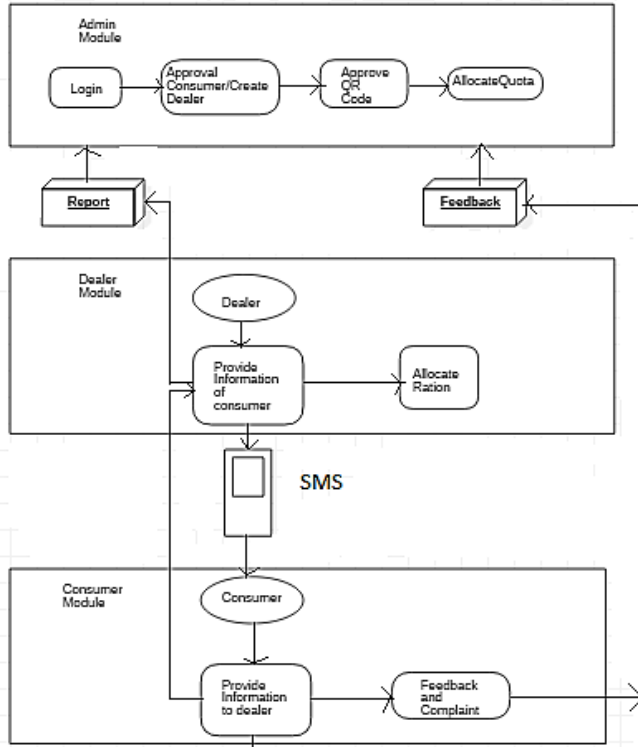 Admin
Module
Login
Approval
Consumer/Create
Dealer
Approve
QR
Code
AllocateQuota
Report
Feedback
Dealer
Module
Dealer
Provide
Information
of
consumer
Allocate
Ration
SMS
Consumer
Module
Consumer
Provide
Information
to dealer
Feedback
and
Complaint